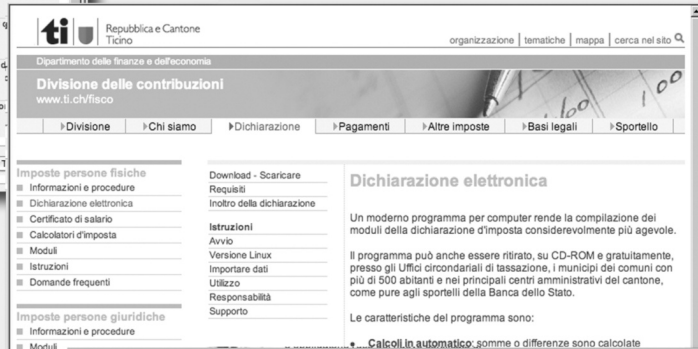 ti
Repubblica e Cantone
Ticino
organizzazione | tematiche | mappa | cerca nel sito
Dipartimento delle finanze e dell'economia
Divisione delle contribuzioni
www.ti.ch/fisco
Divisione
Chi siamo
Dichiarazione
Pagamenti
Altre imposte
Basi legali
Sportello
Imposte persone fisiche
Informazioni e procedure
Dichiarazione elettronica
Certificato di salario
Calcolatori d'imposta
Moduli
Istruzioni
Domande frequenti
Imposte persone giuridiche
Informazioni e procedure
Moduli
Download - Scaricare
Requisiti
Inoltro della dichiarazione
Istruzioni
Avvio
Versione Linux
Importare dati
Utilizzo
Responsabilità
Supporto
Dichiarazione elettronica
Un moderno programma per computer rende la compilazione dei
moduli della dichiarazione d'imposta considerevolmente più agevole.
Il programma può anche essere ritirato, su CD-ROM e gratuitamente,
presso gli Uffici circondariali di tassazione, i municipi dei comuni con
più di 500 abitanti e nei principali centri amministrativi del cantone,
come pure agli sportelli della Banca dello Stato.
Le caratteristiche del programma sono:
Calcoli in automatico: somme o differenze sono calcolate